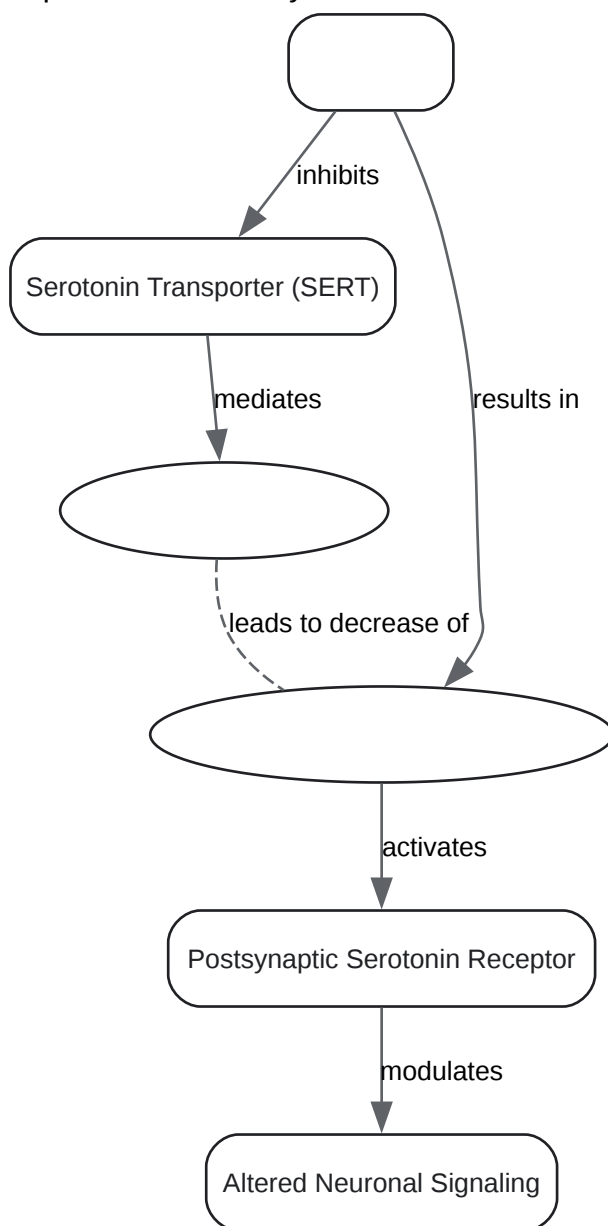 inhibits
Serotonin Transporter (SERT)
mediates
results in
leads to decrease of
activates
Postsynaptic Serotonin Receptor
modulates
Altered Neuronal Signaling